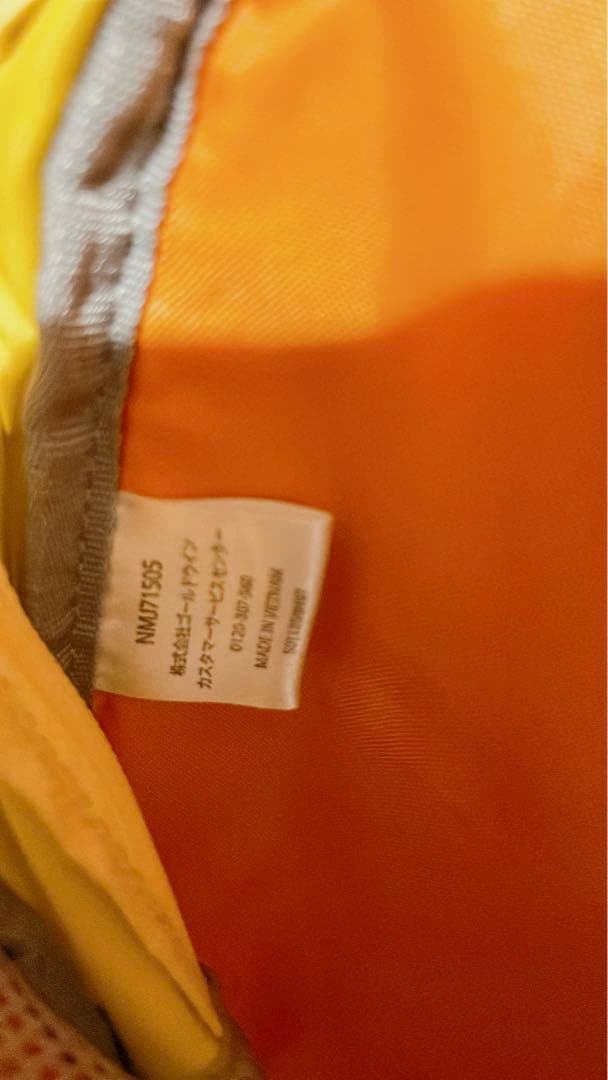 NMJ71505
株式会社ゴールドウイン
カスタマーサービスセンター
0120-307-560
MADE IN VIETNAM